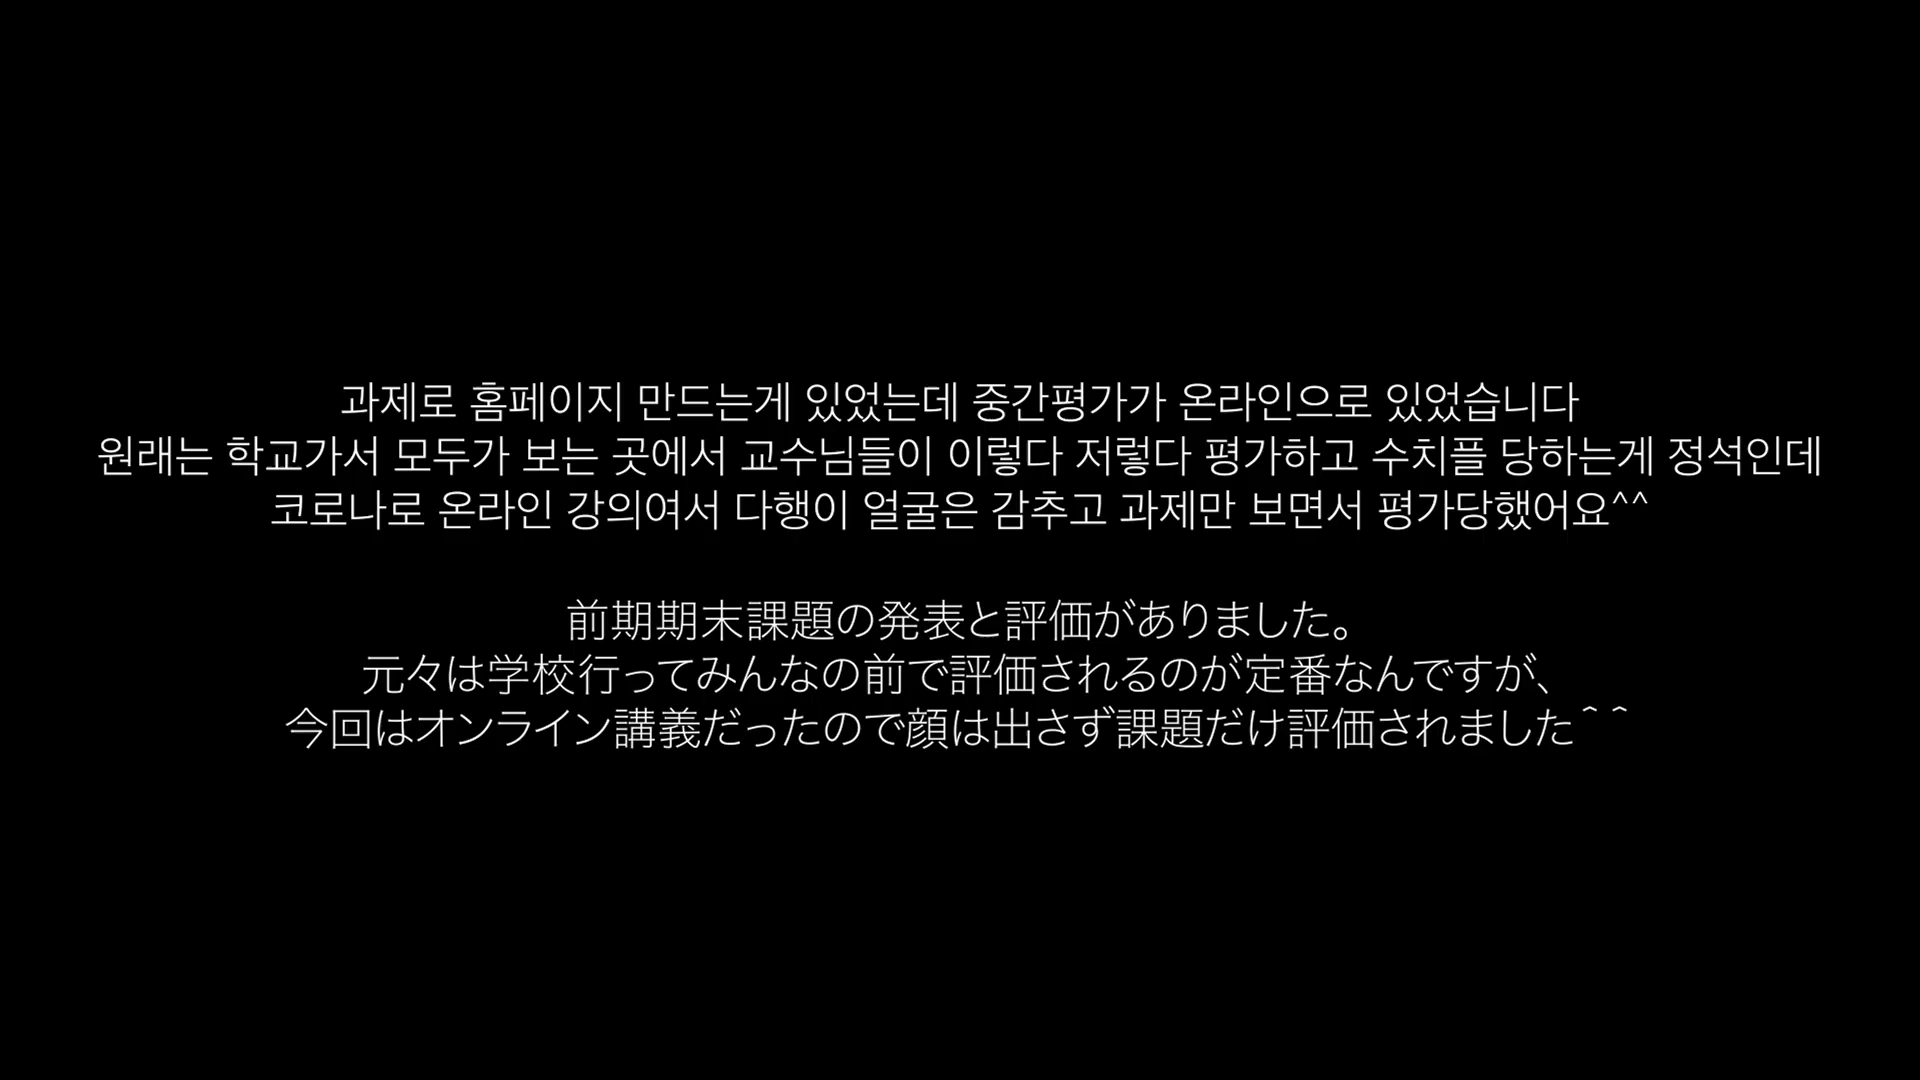 과제로 홈페이지 만드는게 있었는데 중간평가가 온라인으로 있었습니다
원래는 학교가서 모두가 보는 곳에서 교수님들이 이렇다 저렇다 평가하고 수치플 당하는게 정석인데
코로나로 온라인 강의여서 다행이 얼굴은 감추고 과제만 보면서 평가당했어요^^
前期期末課題の発表と評価がありました。
元々は学校行ってみんなの前で評価されるのが定番なんですが、
今回はオンライン講義だったので顔は出さず課題だけ評価されました＾＾